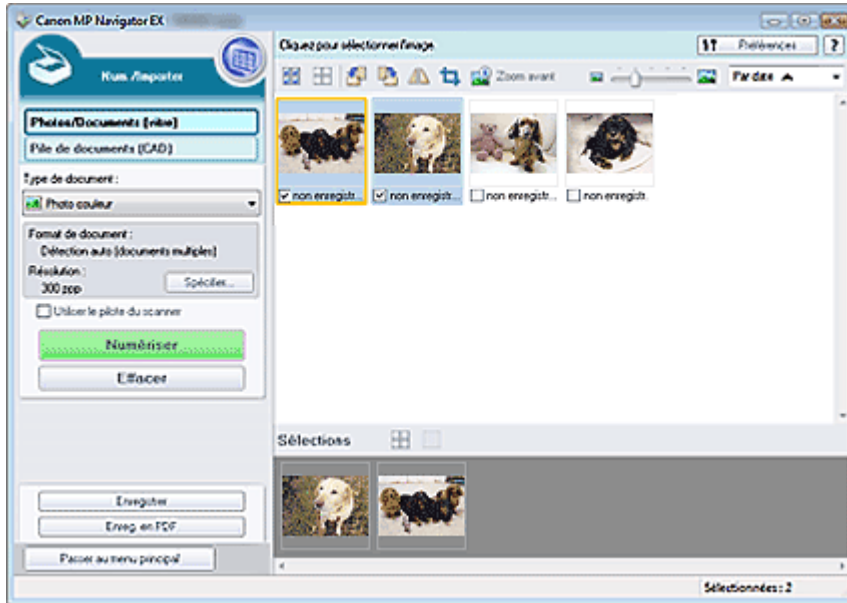 Canon MP Navigator EX
Cliquez pour sélectionner l'image.
Préférences
?
Num./Importer
Zoom avant
Par date
Photos/Documents (vitre)
Pile de documents (CAD)
Type de document :
Photo couleur
Format de document :
Détection auto (documents multiples)
Résolution :
300 ppp
Spécifier...
Utiliser le pilote du scanner
Numériser
Effacer
non enregistr...
non enregistr...
non enregistr...
non enregistr.
Sélections
Enregistrer
Enreg. en PDF
Passer au menu principal
Sélectionnées : 2